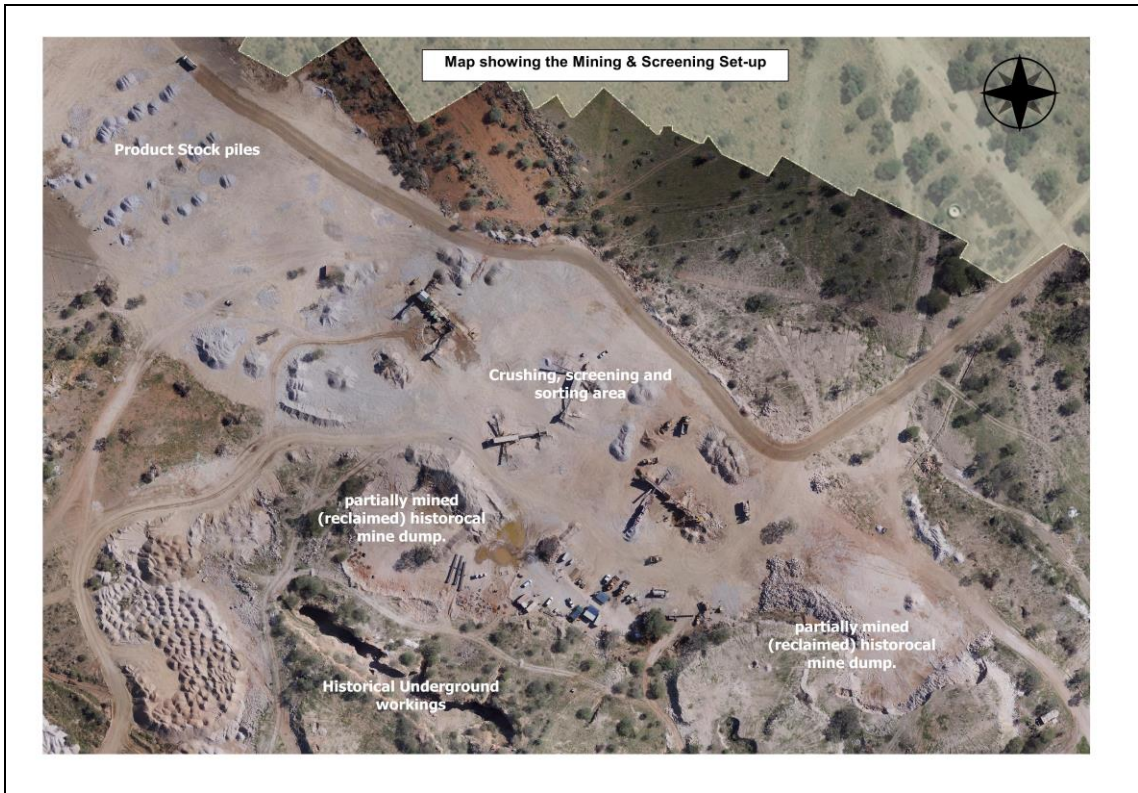 Map showing the Mining & Screening Set-up
Product Stock piles
Crushing, screening and
sorting area
partially mined
(reclaimed) historocal
mine dump.
partially mined
(reclaimed) historocal
mine dump.
Historical Underground
workings